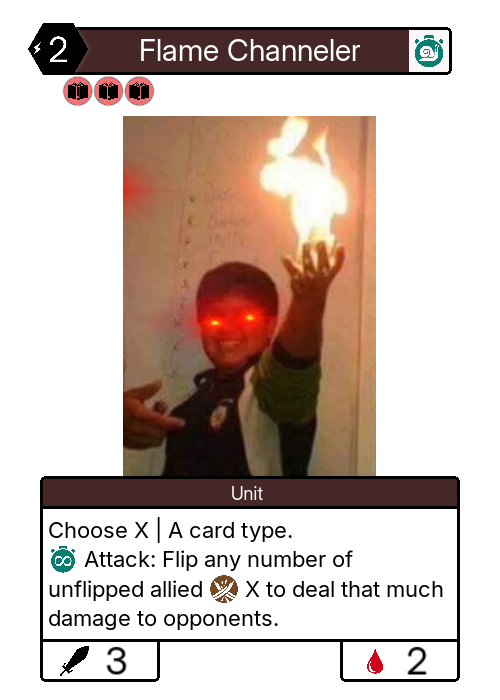 2
Flame Channeler
Unit
Choose X | A card type.
Attack: Flip any number of
unflipped allied X to deal that much
damage to opponents.
3
2